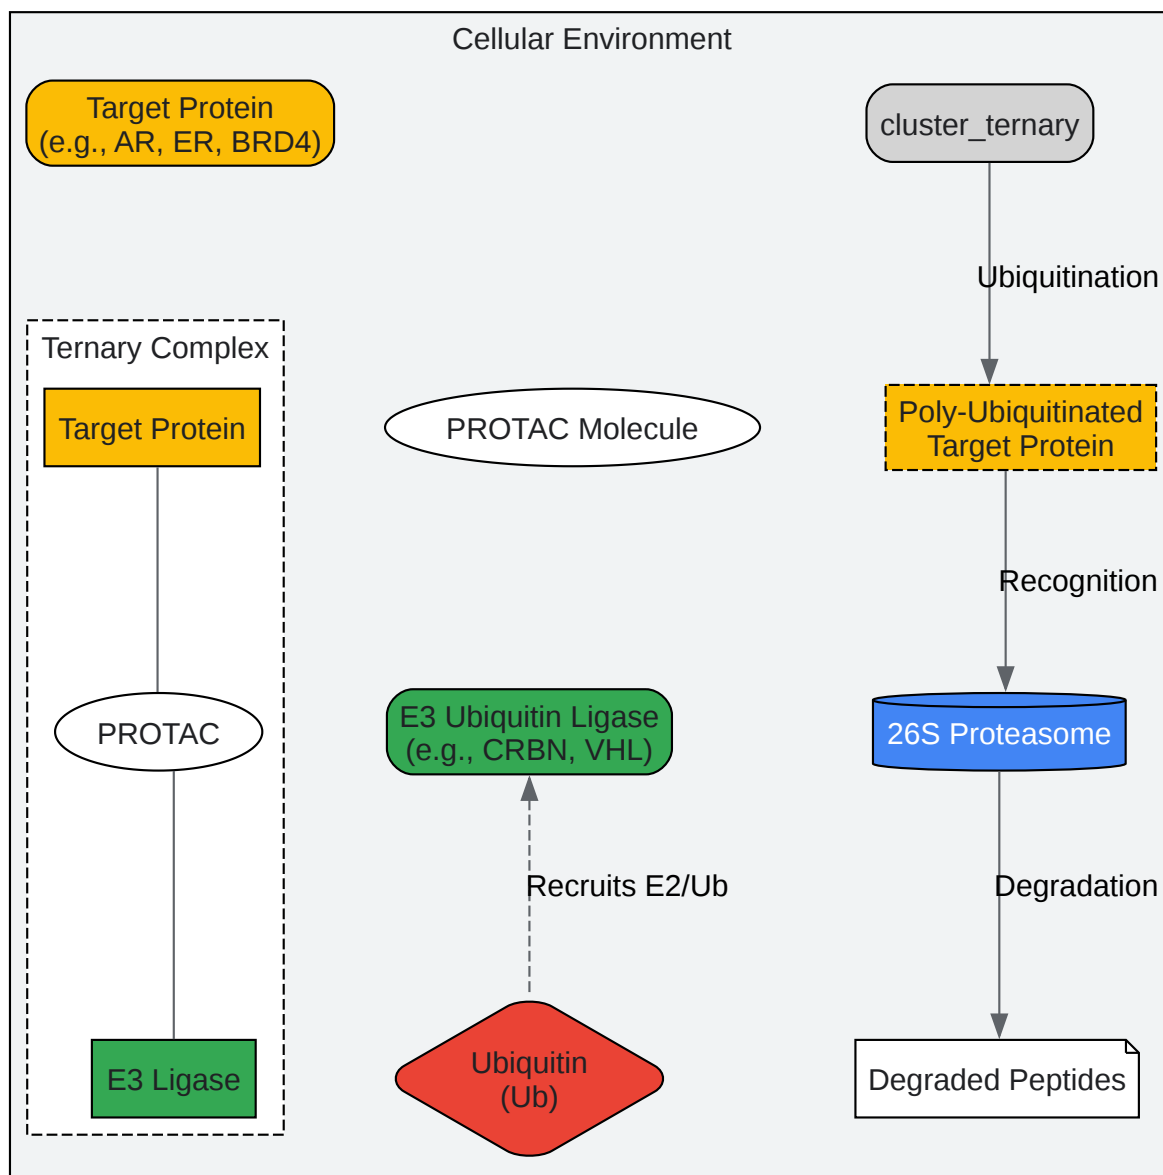 Cellular Environment
Target Protein
(e.g., AR, ER, BRD4)
cluster_ternary
Ubiquitination
Ternary Complex
Target Protein
PROTAC Molecule
Poly-Ubiquitinated
Target Protein
Recognition
PROTAC
E3 Ubiquitin Ligase
(e.g., CRBN, VHL)
26S Proteasome
Recruits E2/Ub
Degradation
E3 Ligase
Ubiquitin
(Ub)
Degraded Peptides